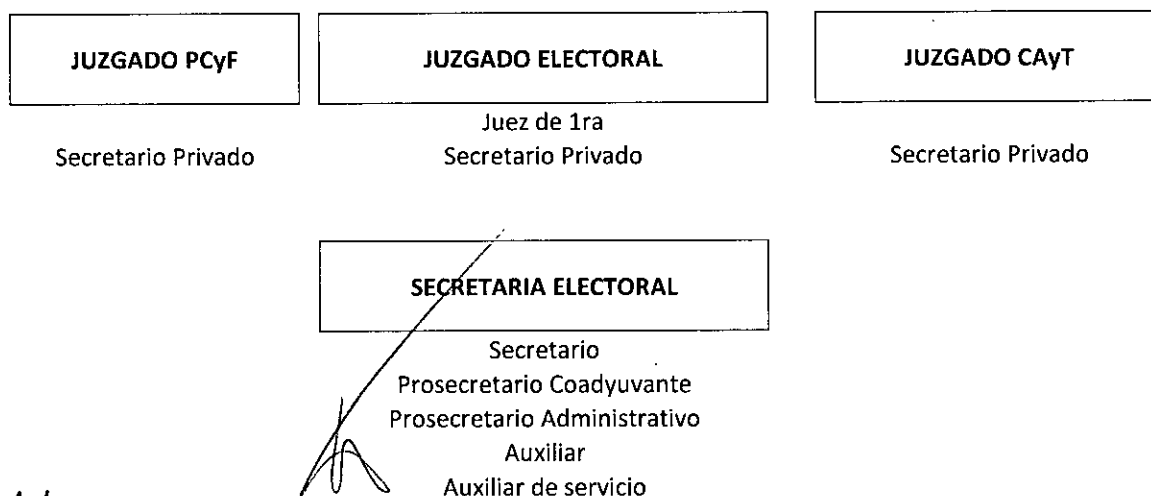 JUZGADO PCyF
JUZGADO ELECTORAL
JUZGADO CAyT
Juez de 1ra
Secretario Privado
Secretario Privado
Secretario Privado
SECRETARIA ELECTORAL
Secretario
Prosecretario Coadyuvante
Prosecretario Administrativo
Auxiliar
Auxiliar de servicio